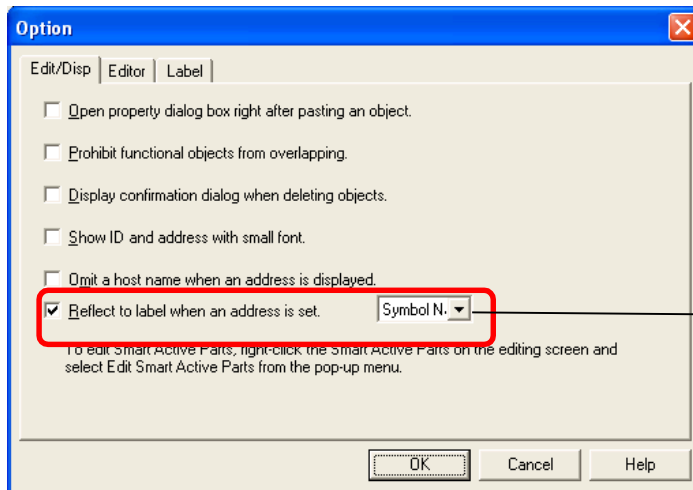 Option
Edit/Disp Editor Label
Open property dialog box right after pasting an object.
Prohibit functional objects from overlapping.
Display confirmation dialog when deleting objects.
Show ID and address with small font.
Omit a host name when an address is displayed.
Reflect to label when an address is set. Symbol N.
To edit Smart Active Parts, right-click the Smart Active Parts on the editing screen and
select Edit Smart Active Parts from the pop-up menu.
OK Cancel Help